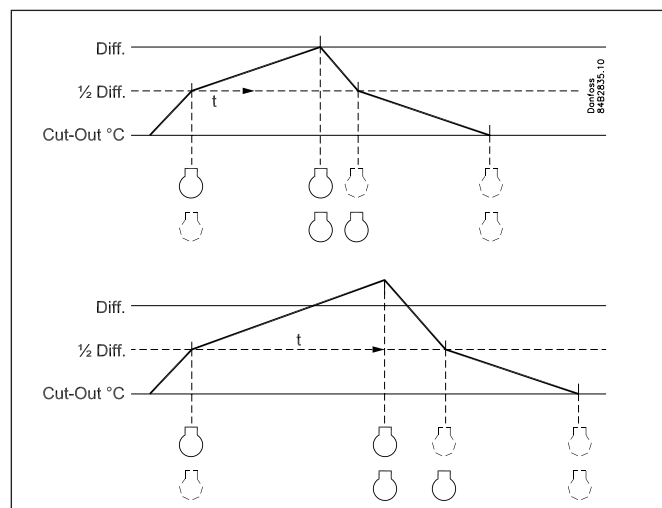 Diff.
½ Diff.
t
Cut-Out °C
Danfoss
84B2835.10
Diff.
½ Diff.
t
Cut-Out °C